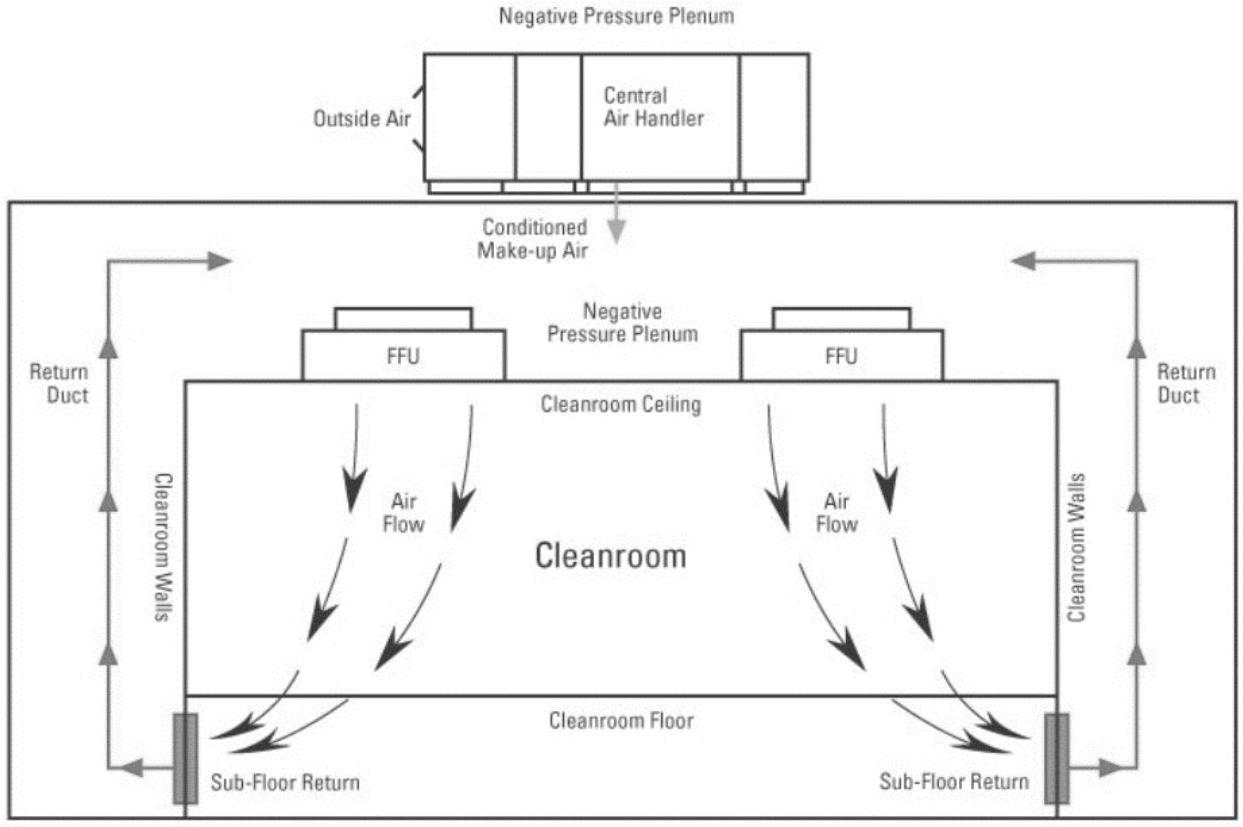 Negative Pressure Plenum
Outside Air
Central
Air Handler
Conditioned
Make-up Air
Negative
Pressure Plenum
FFU
FFU
Return
Duct
Return
Duct
Cleanroom Ceiling
Cleanroom Walls
Air
Flow
Air
Flow
Cleanroom Walls
Cleanroom
Cleanroom Floor
Sub-Floor Return
Sub-Floor Return